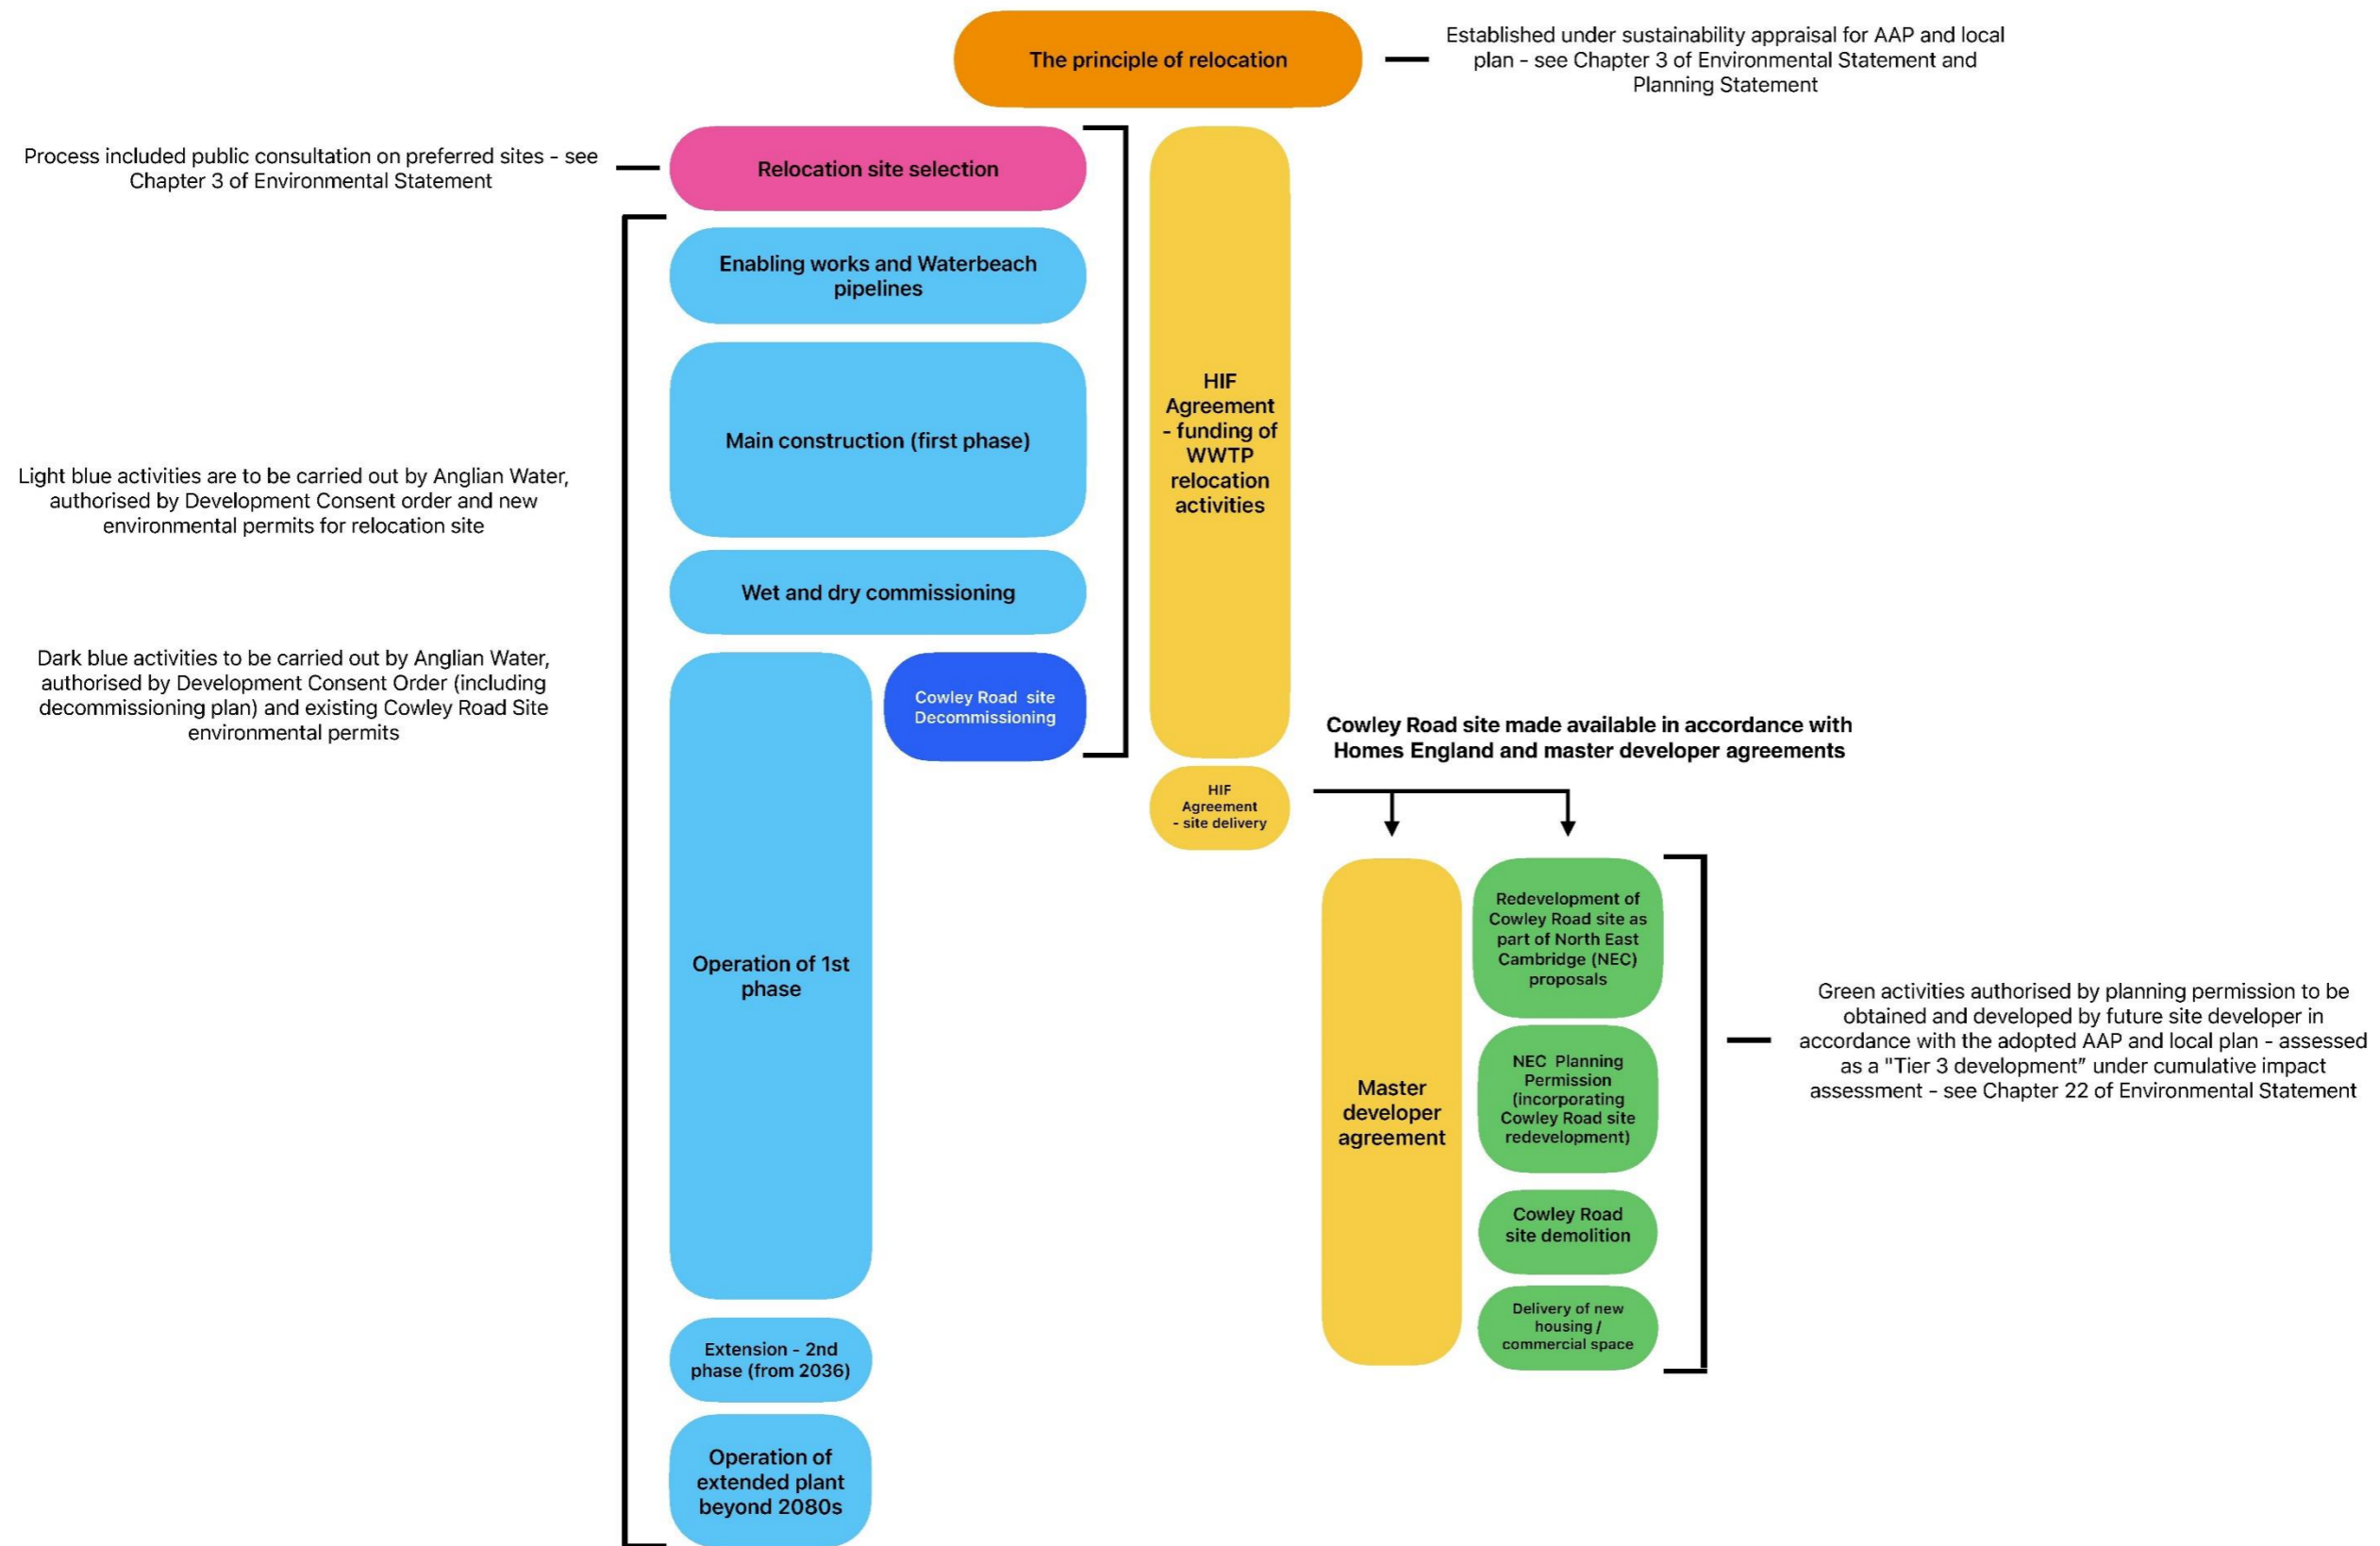 The principle of relocation
Established under sustainability appraisal for AAP and local
plan - see Chapter 3 of Environmental Statement and
Planning Statement
Process included public consultation on preferred sites - see
Chapter 3 of Environmental Statement
Relocation site selection
Enabling works and Waterbeach
pipelines
Main construction (first phase)
HIF
Agreement
- funding of
WWTP
relocation
activities
Light blue activities are to be carried out by Anglian Water,
authorised by Development Consent order and new
environmental permits for relocation site
Wet and dry commissioning
Dark blue activities to be carried out by Anglian Water,
authorised by Development Consent Order (including
decommissioning plan) and existing Cowley Road Site
environmental permits
Cowley Road site
Decommissioning
Cowley Road site made available in accordance with
Homes England and master developer agreements
HIF
Agreement
- site delivery
Operation of 1st
phase
Master
developer
agreement
Redevelopment of
Cowley Road site as
part of North East
Cambridge (NEC)
proposals
NEC Planning
Permission
(incorporating
Cowley Road site
redevelopment)
Cowley Road
site demolition
Delivery of new
housing /
commercial space
Green activities authorised by planning permission to be
obtained and developed by future site developer in
accordance with the adopted AAP and local plan - assessed
as a "Tier 3 development” under cumulative impact
assessment - see Chapter 22 of Environmental Statement
Extension - 2nd
phase (from 2036)
Operation of
extended plant
beyond 2080s